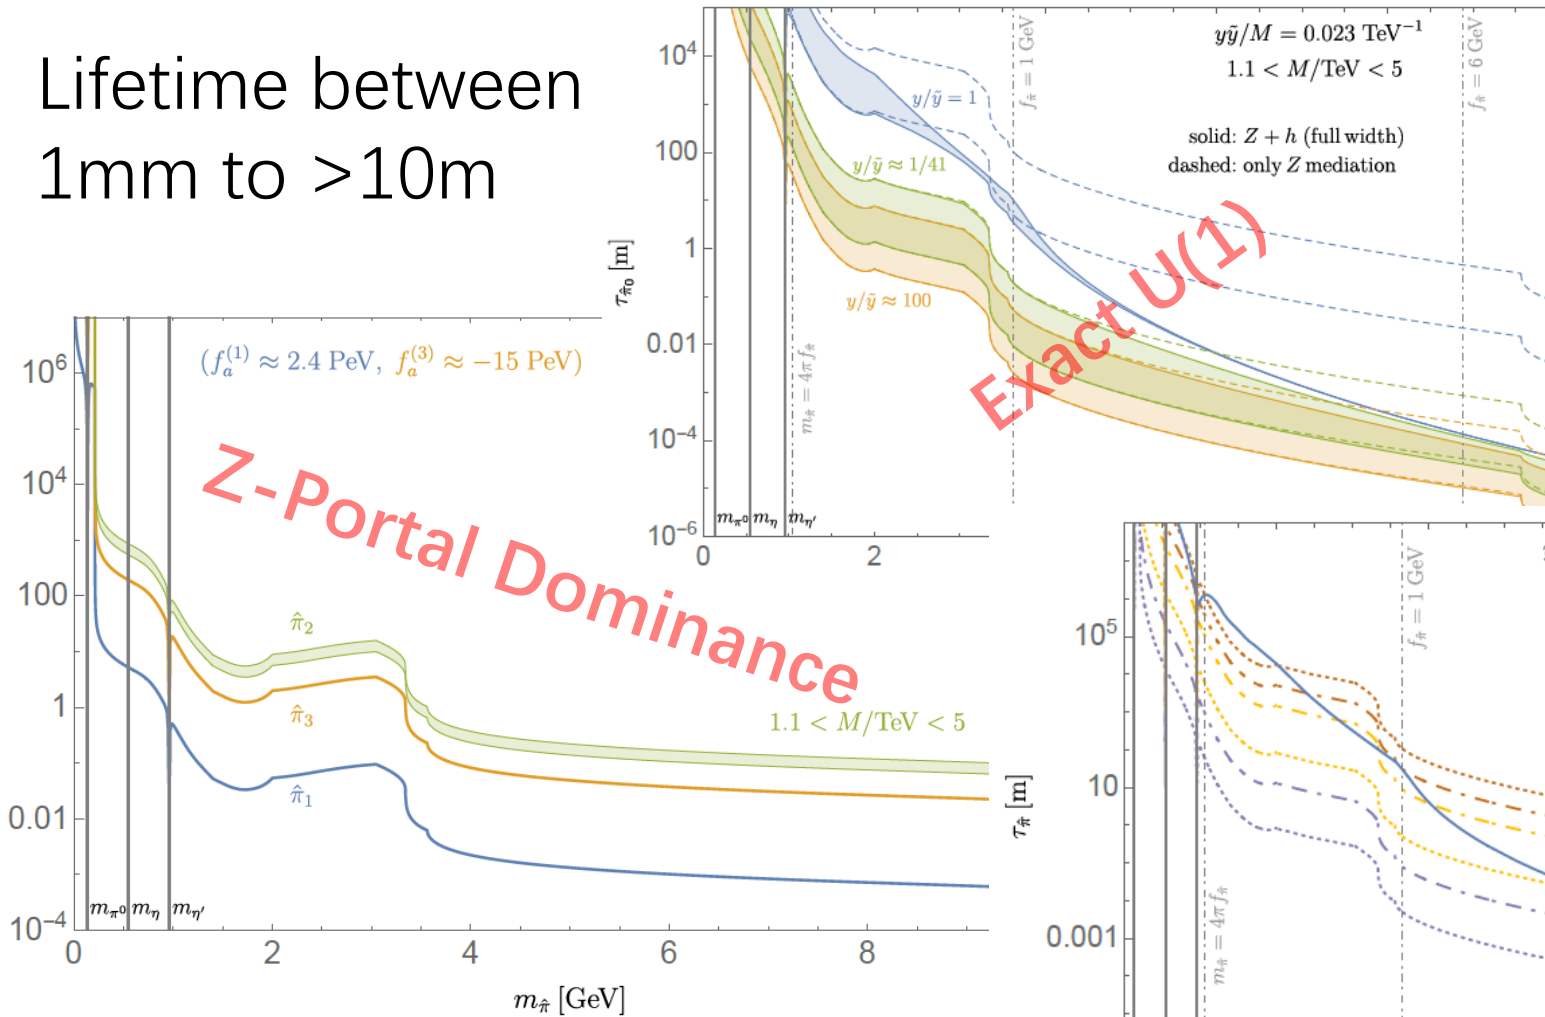 Lifetime between
1mm to >10m
10⁴
100
1
0.01
10⁻⁴
10⁻⁶
0
2
τ_π̂₀ [m]
yỹ/M = 0.023 TeV⁻¹
1.1 < M/TeV < 5
solid: Z + h (full width)
dashed: only Z mediation
y/ỹ = 1
y/ỹ ≈ 1/41
y/ỹ ≈ 100
f_π̂ = 1 GeV
f_π̂ = 6 GeV
m_π̂ = 4π f_π̂
m_π⁰
m_η
m_η′
Exact U(1)
(f_a^(1) ≈ 2.4 PeV, f_a^(3) ≈ −15 PeV)
10⁶
10⁴
100
1
0.01
10⁻⁴
0
2
4
6
8
Z-Portal Dominance
π̂₂
π̂₃
π̂₁
1.1 < M/TeV < 5
m_π⁰
m_η
m_η′
m_π̂ [GeV]
10⁵
10
0.001
τ_π̂ [m]
f_π̂ = 1 GeV
m_π̂ = 4π f_π̂